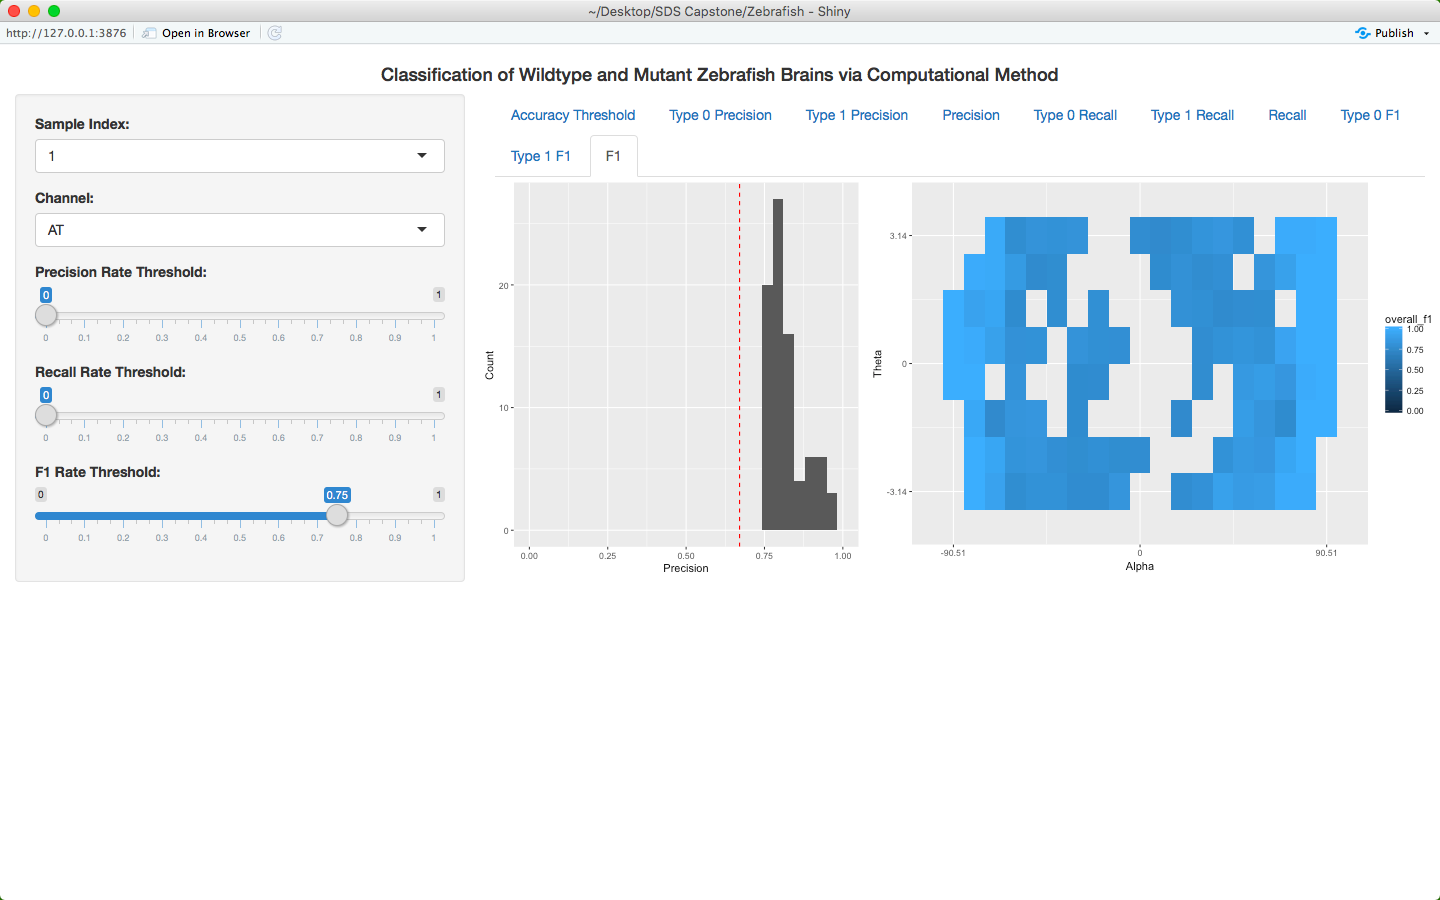 ~/Desktop/SDS Capstone/Zebrafish - Shiny
http://127.0.0.1:3876 Open in Browser Publish
Classification of Wildtype and Mutant Zebrafish Brains via Computational Method
Sample Index:
1
Channel:
AT
Precision Rate Threshold:
0 1
0 0.1 0.2 0.3 0.4 0.5 0.6 0.7 0.8 0.9 1
Recall Rate Threshold:
0 1
0 0.1 0.2 0.3 0.4 0.5 0.6 0.7 0.8 0.9 1
F1 Rate Threshold:
0 0.75 1
0 0.1 0.2 0.3 0.4 0.5 0.6 0.7 0.8 0.9 1
Accuracy Threshold Type 0 Precision Type 1 Precision Precision Type 0 Recall Type 1 Recall Recall Type 0 F1
Type 1 F1 F1
Count
20
10
0
0.00 0.25 0.50 0.75 1.00
Precision
Theta
3.14
0
-3.14
-90.51 0 90.51
Alpha
overall_f1
1.00
0.75
0.50
0.25
0.00